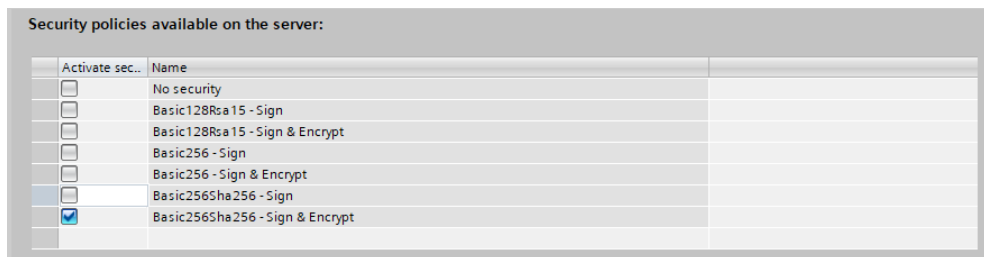 Security policies available on the server:
Activate sec.. Name
No security
Basic128Rsa15 - Sign
Basic128Rsa15 - Sign & Encrypt
Basic256 - Sign
Basic256 - Sign & Encrypt
Basic256Sha256 - Sign
Basic256Sha256 - Sign & Encrypt